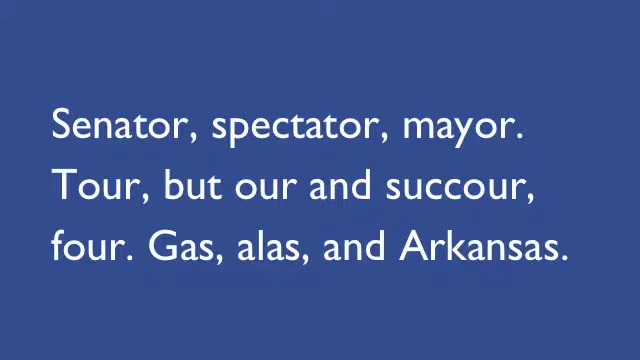 Senator, spectator, mayor.
Tour, but our and succour,
four. Gas, alas, and Arkansas.